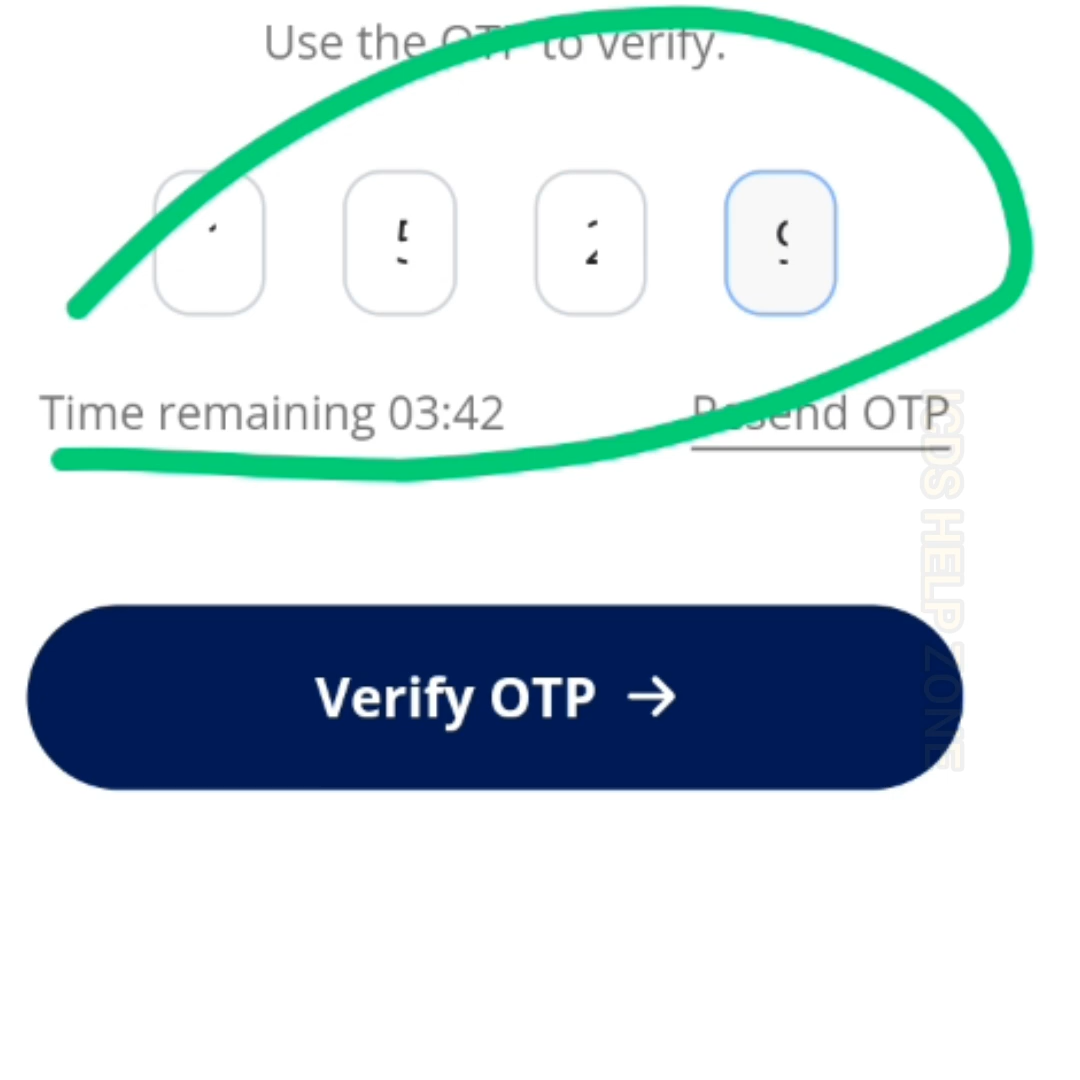 Use the OTP to verify.
Time remaining 03:42
Resend OTP
Verify OTP →
ICDS HELP ZONE